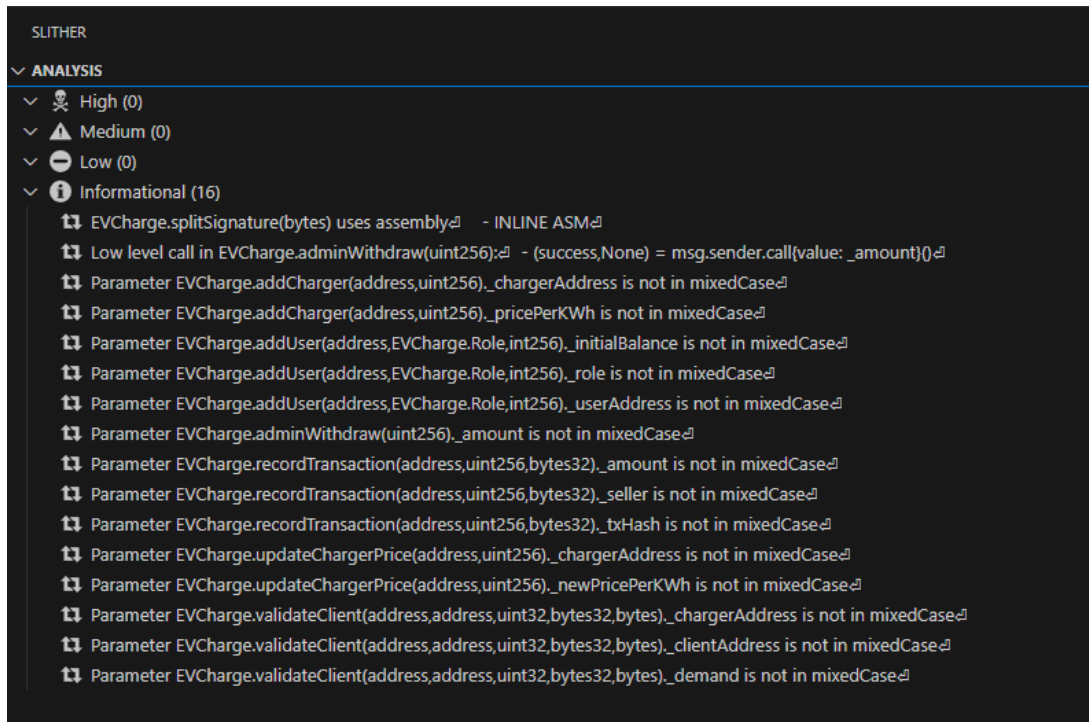 SLITHER
ANALYSIS
High (0)
Medium (0)
Low (0)
Informational (16)
EVCharge.splitSignature(bytes) uses assembly⏎ - INLINE ASM⏎
Low level call in EVCharge.adminWithdraw(uint256):⏎ - (success,None) = msg.sender.call{value: _amount}()⏎
Parameter EVCharge.addCharger(address,uint256)._chargerAddress is not in mixedCase⏎
Parameter EVCharge.addCharger(address,uint256)._pricePerKWh is not in mixedCase⏎
Parameter EVCharge.addUser(address,EVCharge.Role,int256)._initialBalance is not in mixedCase⏎
Parameter EVCharge.addUser(address,EVCharge.Role,int256)._role is not in mixedCase⏎
Parameter EVCharge.addUser(address,EVCharge.Role,int256)._userAddress is not in mixedCase⏎
Parameter EVCharge.adminWithdraw(uint256)._amount is not in mixedCase⏎
Parameter EVCharge.recordTransaction(address,uint256,bytes32)._amount is not in mixedCase⏎
Parameter EVCharge.recordTransaction(address,uint256,bytes32)._seller is not in mixedCase⏎
Parameter EVCharge.recordTransaction(address,uint256,bytes32)._txHash is not in mixedCase⏎
Parameter EVCharge.updateChargerPrice(address,uint256)._chargerAddress is not in mixedCase⏎
Parameter EVCharge.updateChargerPrice(address,uint256)._newPricePerKWh is not in mixedCase⏎
Parameter EVCharge.validateClient(address,address,uint32,bytes32,bytes)._chargerAddress is not in mixedCase⏎
Parameter EVCharge.validateClient(address,address,uint32,bytes32,bytes)._clientAddress is not in mixedCase⏎
Parameter EVCharge.validateClient(address,address,uint32,bytes32,bytes)._demand is not in mixedCase⏎